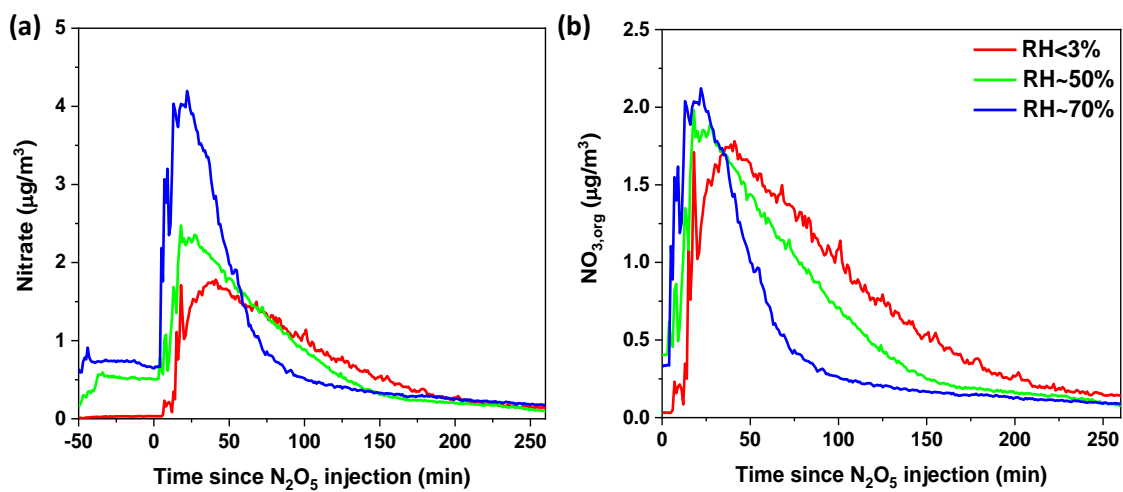 (a)
5
4
3
2
1
0
Nitrate (μg/m³)
-50 0 50 100 150 200 250
Time since N₂O₅ injection (min)
(b)
2.5
2.0
1.5
1.0
0.5
0.0
NO₃,org (μg/m³)
RH<3%
RH~50%
RH~70%
0 50 100 150 200 250
Time since N₂O₅ injection (min)